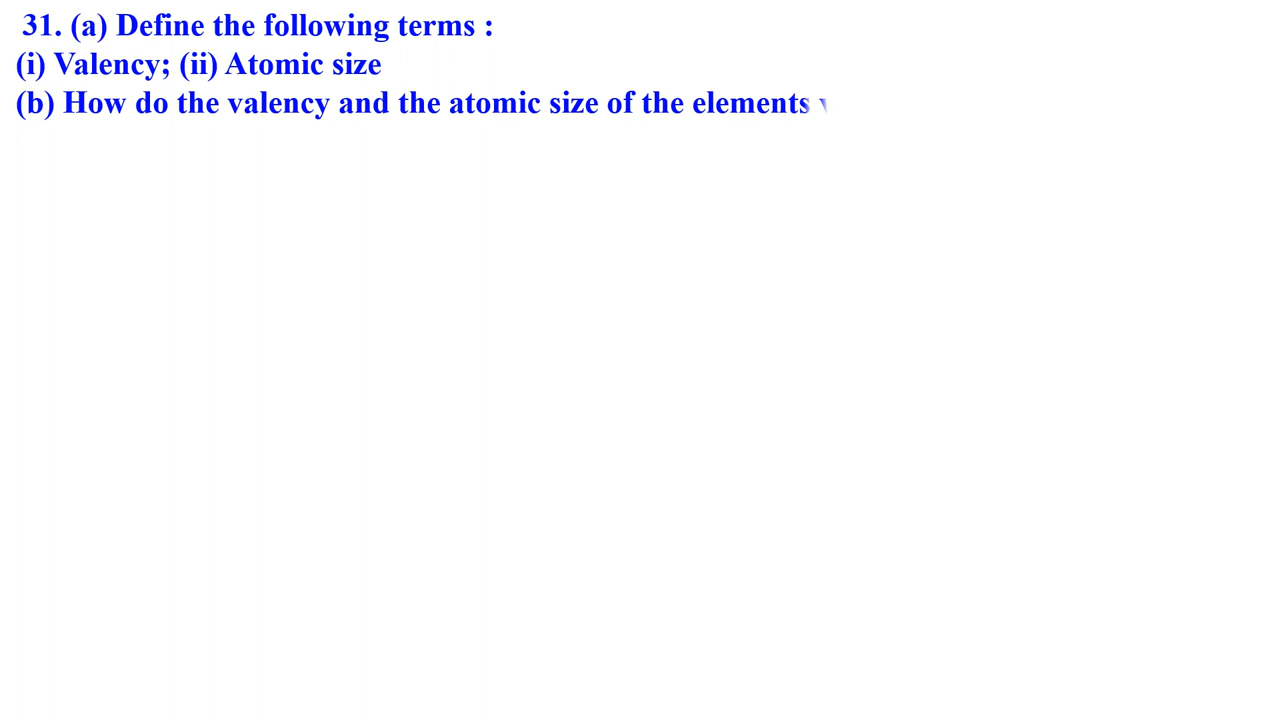 31. (a) Define the following terms :
(i) Valency; (ii) Atomic size
(b) How do the valency and the atomic size of the elements